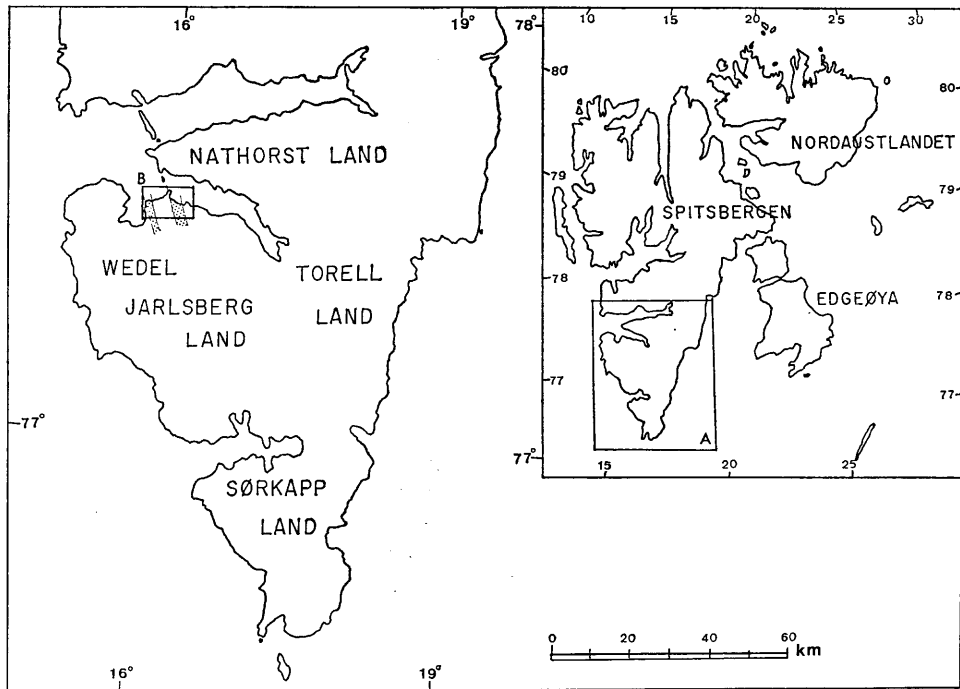 16°
19°
78°
B
NATHORST LAND
WEDEL
JARLSBERG
LAND
TORELL
LAND
77°
SØRKAPP
LAND
16°
19°
10
15
20
25
30
80
80
79
79
78
78
77
77
77°
NORDAUSTLANDET
SPITSBERGEN
EDGEØYA
A
15
20
25
0
20
40
60
km